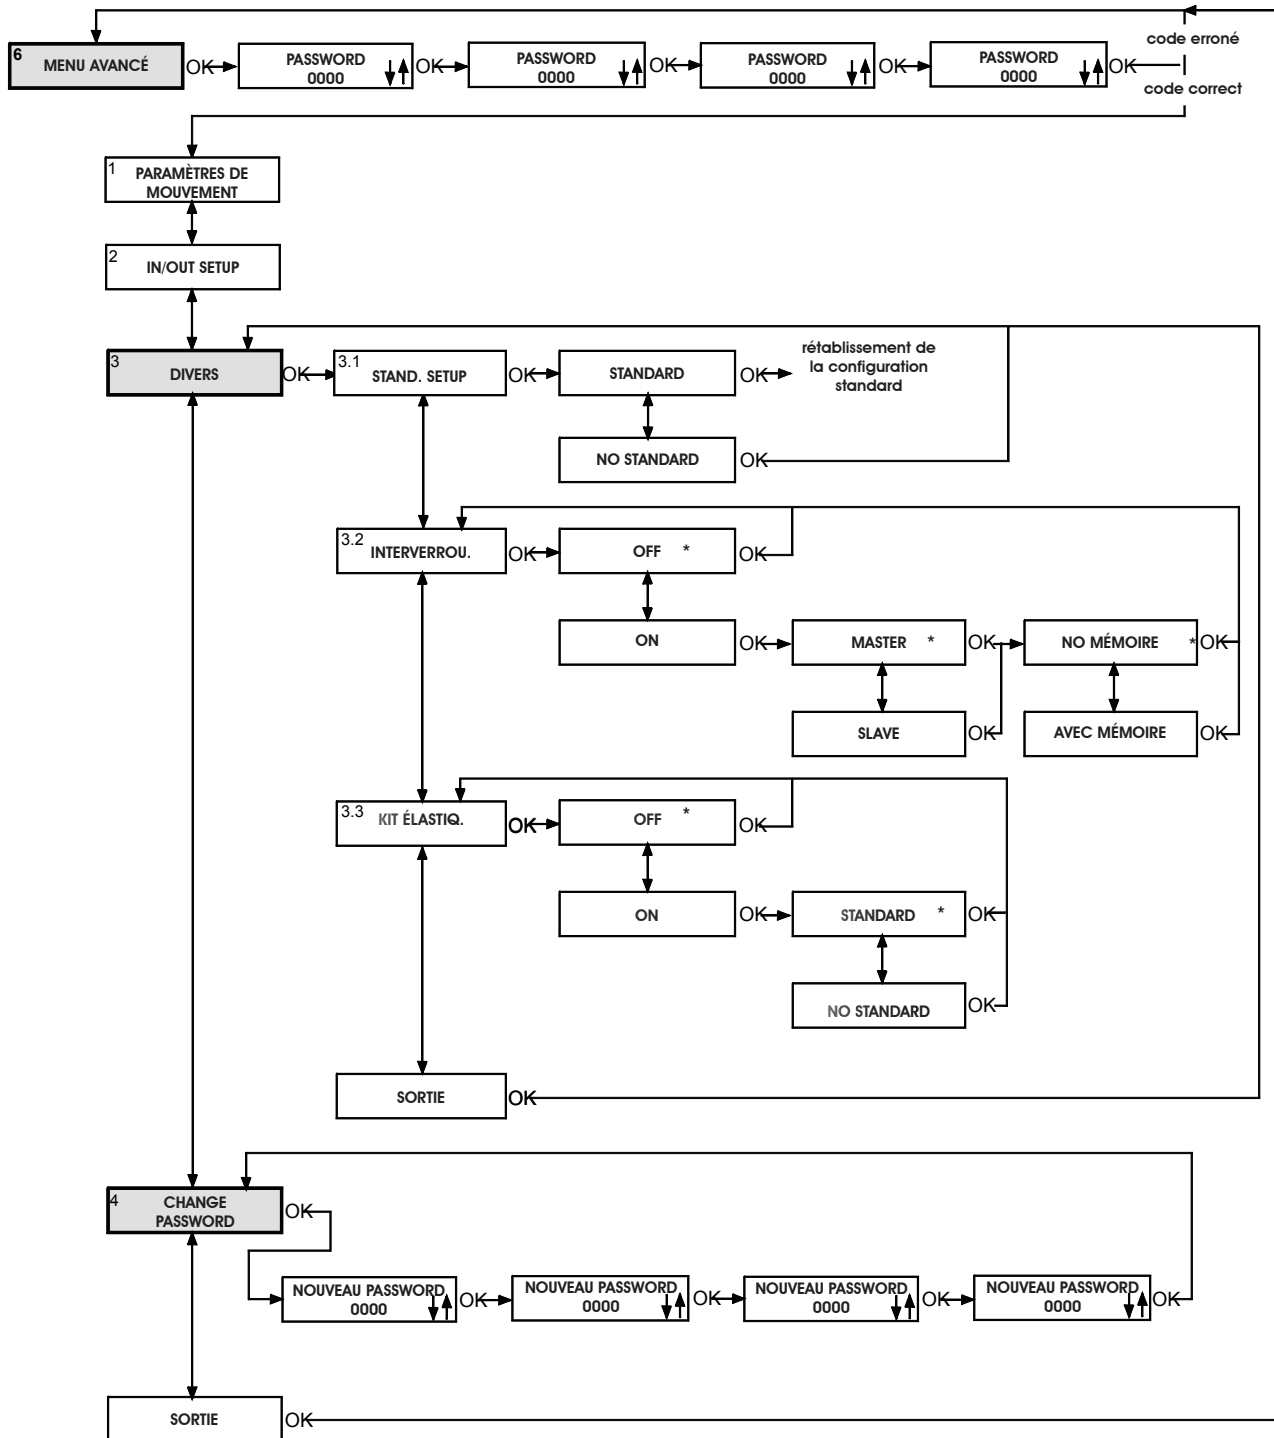 code erroné
6
MENU AVANCÉ
OK
PASSWORD
0000
OK
PASSWORD
0000
OK
PASSWORD
0000
OK
PASSWORD
0000
OK
code correct
1
PARAMÈTRES DE
MOUVEMENT
2
IN/OUT SETUP
3
DIVERS
OK
3.1
STAND. SETUP
OK
STANDARD
OK
rétablissement de
la configuration
standard
NO STANDARD
OK
3.2
INTERVERROU.
OK
OFF *
OK
ON
OK
MASTER *
OK
NO MÉMOIRE *
OK
SLAVE
OK
AVEC MÉMOIRE
OK
3.3
KIT ÉLASTIQ.
OK
OFF *
OK
ON
OK
STANDARD *
OK
NO STANDARD
OK
SORTIE
OK
4
CHANGE
PASSWORD
OK
NOUVEAU PASSWORD
0000
OK
NOUVEAU PASSWORD
0000
OK
NOUVEAU PASSWORD
0000
OK
NOUVEAU PASSWORD
0000
OK
SORTIE
OK